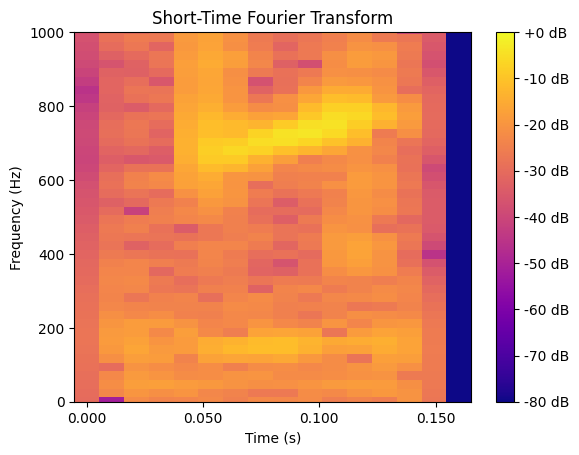 Short-Time Fourier Transform
1000
800
600
400
200
0
Frequency (Hz)
0.000
0.050
0.100
0.150
Time (s)
+0 dB
-10 dB
-20 dB
-30 dB
-40 dB
-50 dB
-60 dB
-70 dB
-80 dB